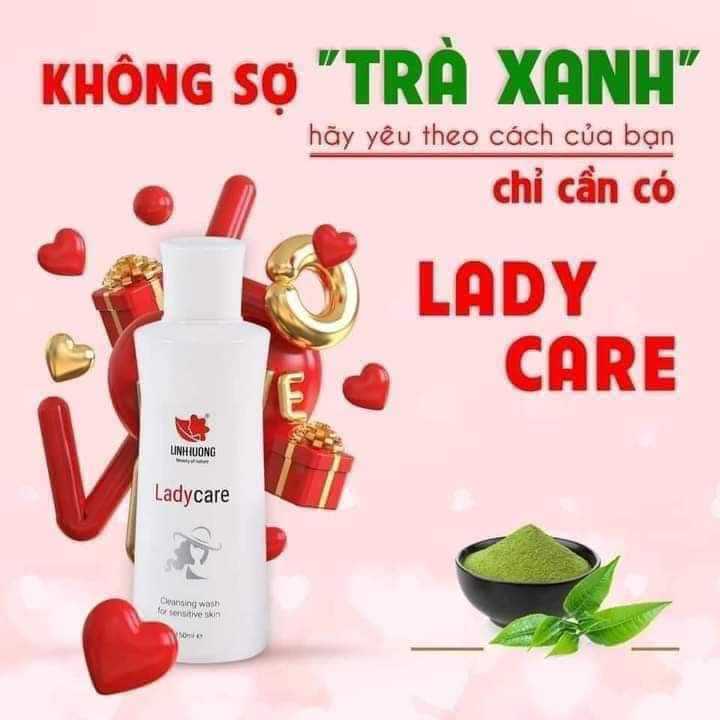 KHÔNG SỢ "TRÀ XANH"
hãy yêu theo cách của bạn
chỉ cần có
LADY
CARE
LINH HUONG
Beauty of nature
Ladycare
Cleansing wash
for sensitive skin
150ml e